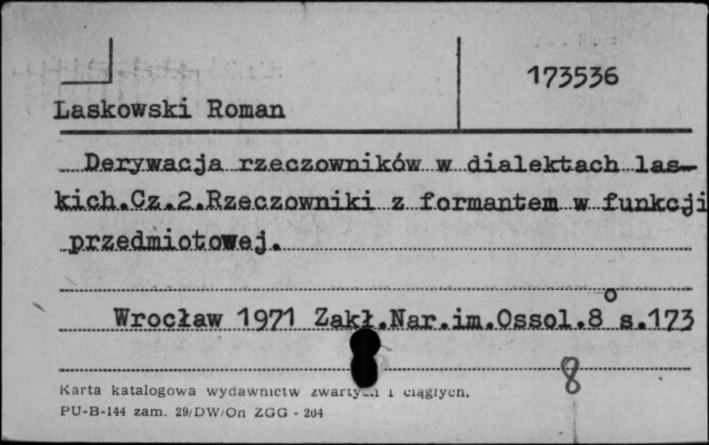 173536
Laskowski Roman
Derywacja rzeczowników w dialektach las-
kich.Cz.2.Rzeczowniki z formantem w funkcji
przedmiotowej.
Wrocław 1971 Zakł.Nar.im.Ossol.8° s.173
8
Karta katalogowa wydawnictw zwartych i ciągłych.
PU-B-144 zam. 29/DW/On ZGG - 204